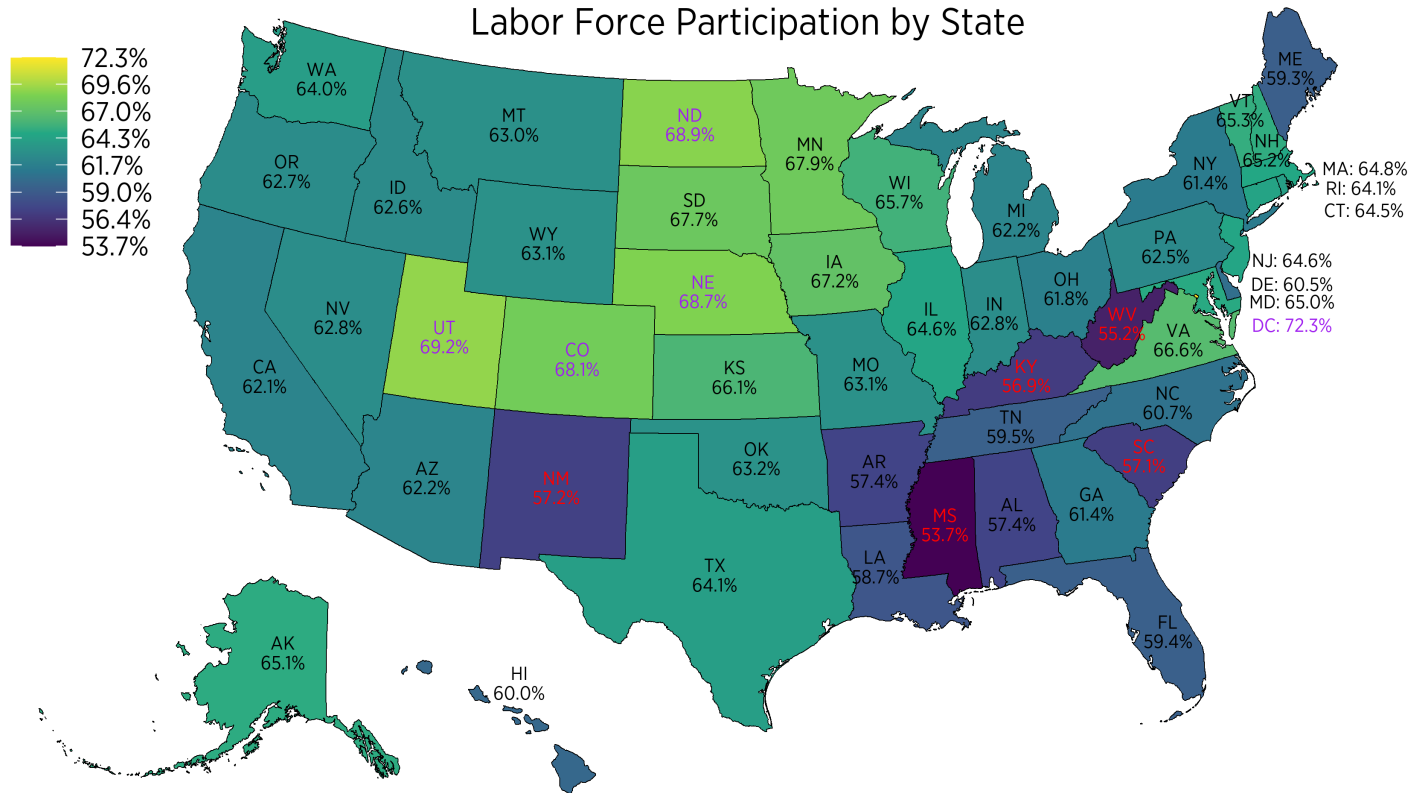 Labor Force Participation by State
72.3%
69.6%
67.0%
64.3%
61.7%
59.0%
56.4%
53.7%
WA
64.0%
OR
62.7%
CA
62.1%
ID
62.6%
NV
62.8%
MT
63.0%
WY
63.1%
UT
69.2%
CO
68.1%
AZ
62.2%
NM
57.2%
ND
68.9%
SD
67.7%
NE
68.7%
KS
66.1%
OK
63.2%
TX
64.1%
MN
67.9%
IA
67.2%
MO
63.1%
AR
57.4%
LA
58.7%
WI
65.7%
IL
64.6%
MI
62.2%
IN
62.8%
OH
61.8%
KY
56.9%
TN
59.5%
MS
53.7%
AL
57.4%
GA
61.4%
FL
59.4%
SC
57.1%
NC
60.7%
VA
66.6%
WV
55.2%
PA
62.5%
NY
61.4%
VT
65.3%
NH
65.2%
ME
59.3%
MA: 64.8%
RI: 64.1%
CT: 64.5%
NJ: 64.6%
DE: 60.5%
MD: 65.0%
DC: 72.3%
AK
65.1%
HI
60.0%